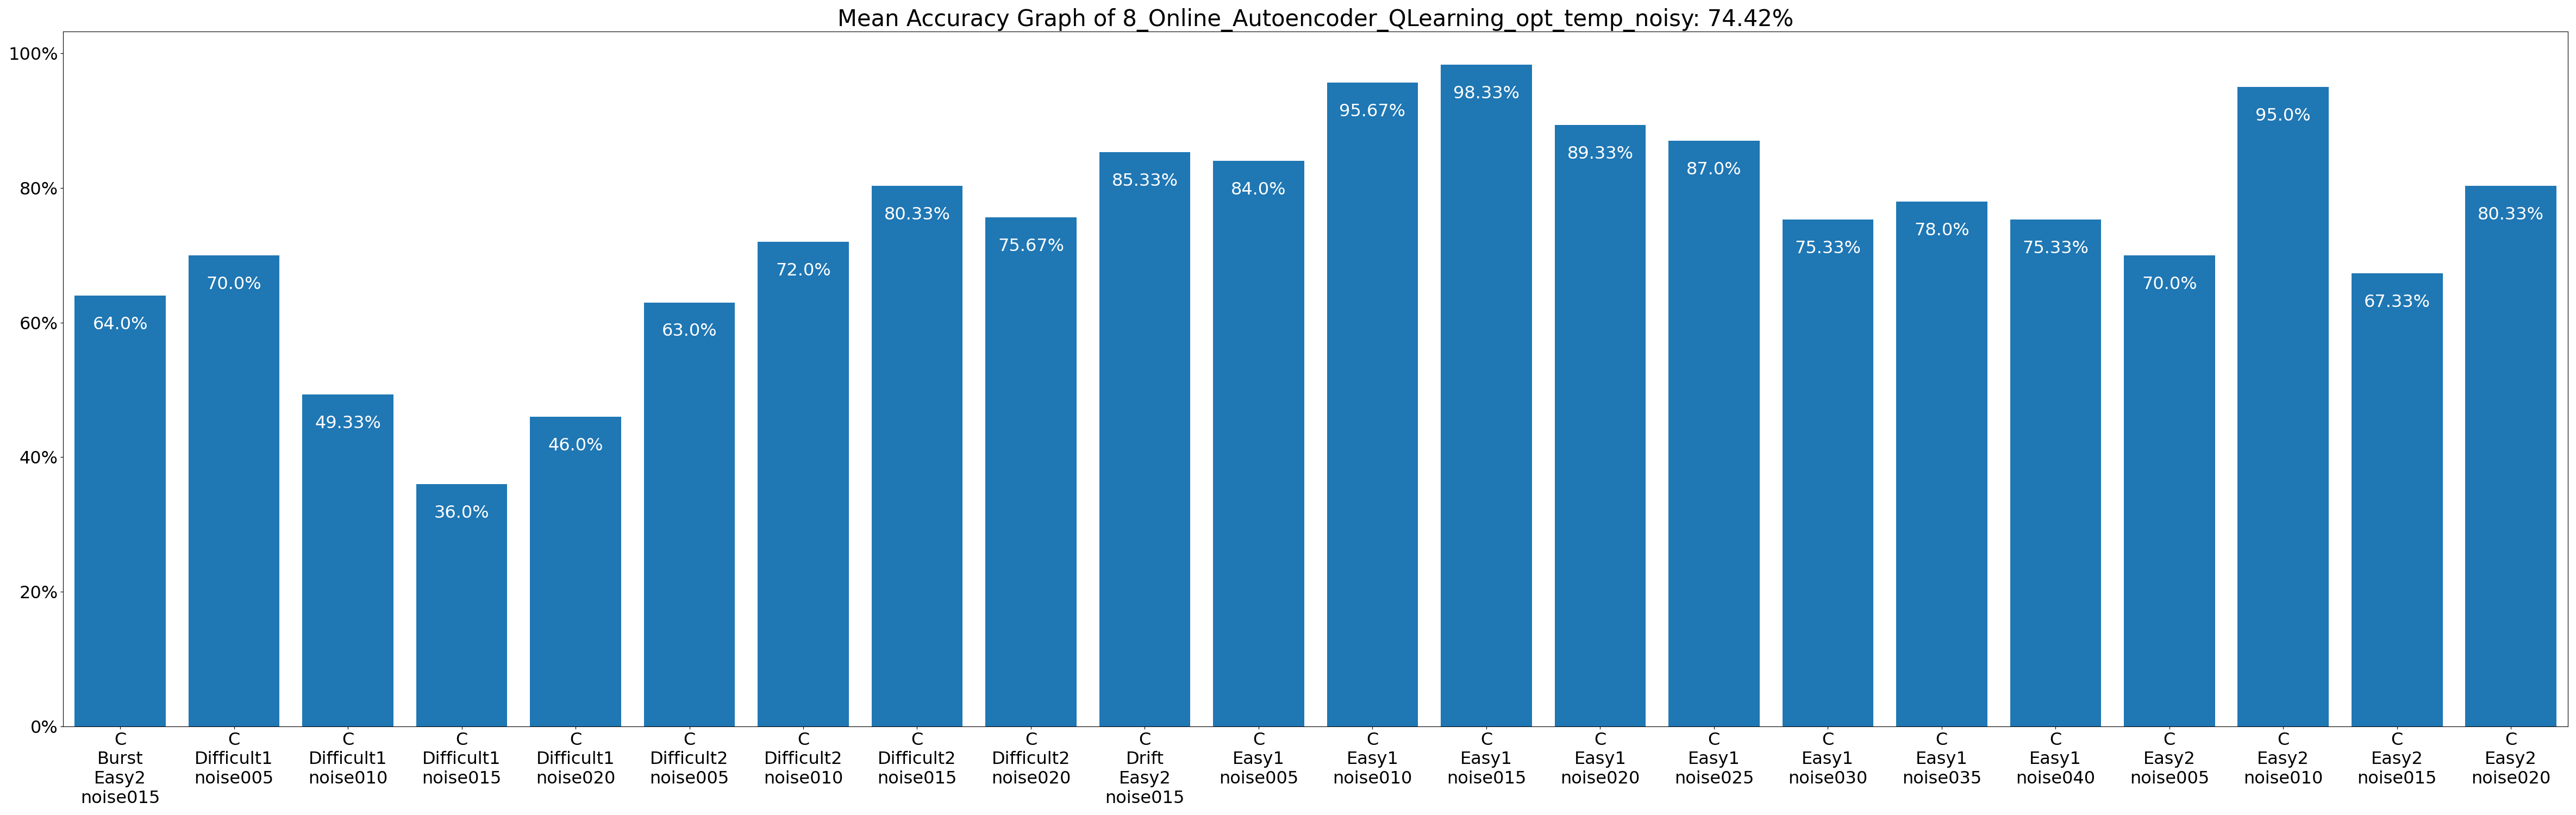 Mean Accuracy Graph of 8_Online_Autoencoder_QLearning_opt_temp_noisy: 74.42%
100%
80%
60%
40%
20%
0%
64.0%
70.0%
49.33%
36.0%
46.0%
63.0%
72.0%
80.33%
75.67%
85.33%
84.0%
95.67%
98.33%
89.33%
87.0%
75.33%
78.0%
75.33%
70.0%
95.0%
67.33%
80.33%
C
Burst
Easy2
noise015
C
Difficult1
noise005
C
Difficult1
noise010
C
Difficult1
noise015
C
Difficult1
noise020
C
Difficult2
noise005
C
Difficult2
noise010
C
Difficult2
noise015
C
Difficult2
noise020
C
Drift
Easy2
noise015
C
Easy1
noise005
C
Easy1
noise010
C
Easy1
noise015
C
Easy1
noise020
C
Easy1
noise025
C
Easy1
noise030
C
Easy1
noise035
C
Easy1
noise040
C
Easy2
noise005
C
Easy2
noise010
C
Easy2
noise015
C
Easy2
noise020